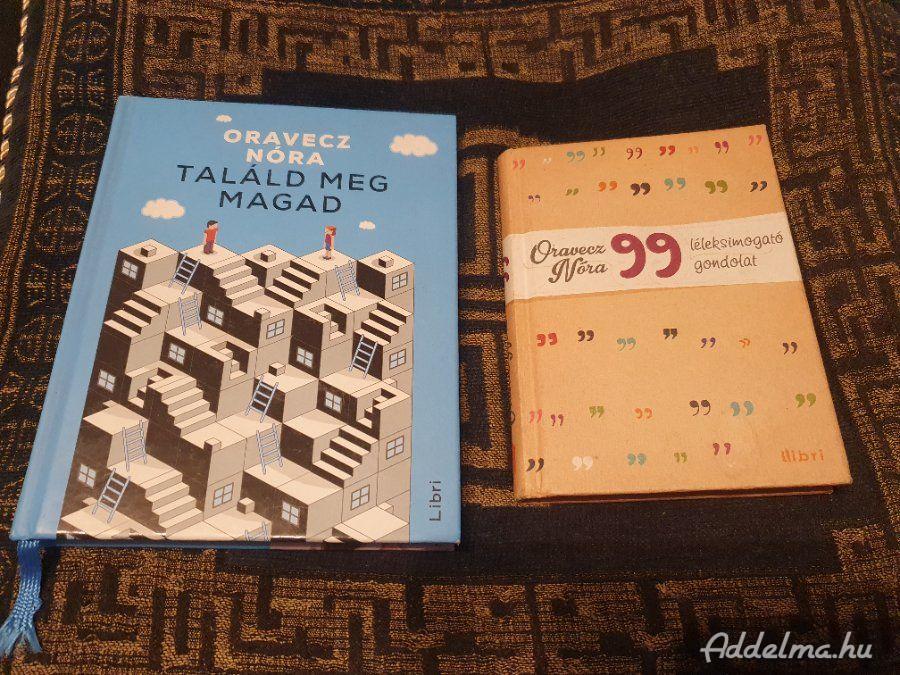 ORAVECZ
NÓRA
TALÁLD MEG
MAGAD
Libri
Oravecz
Nóra
99
léleksimogató
gondolat
libri
Addelma.hu